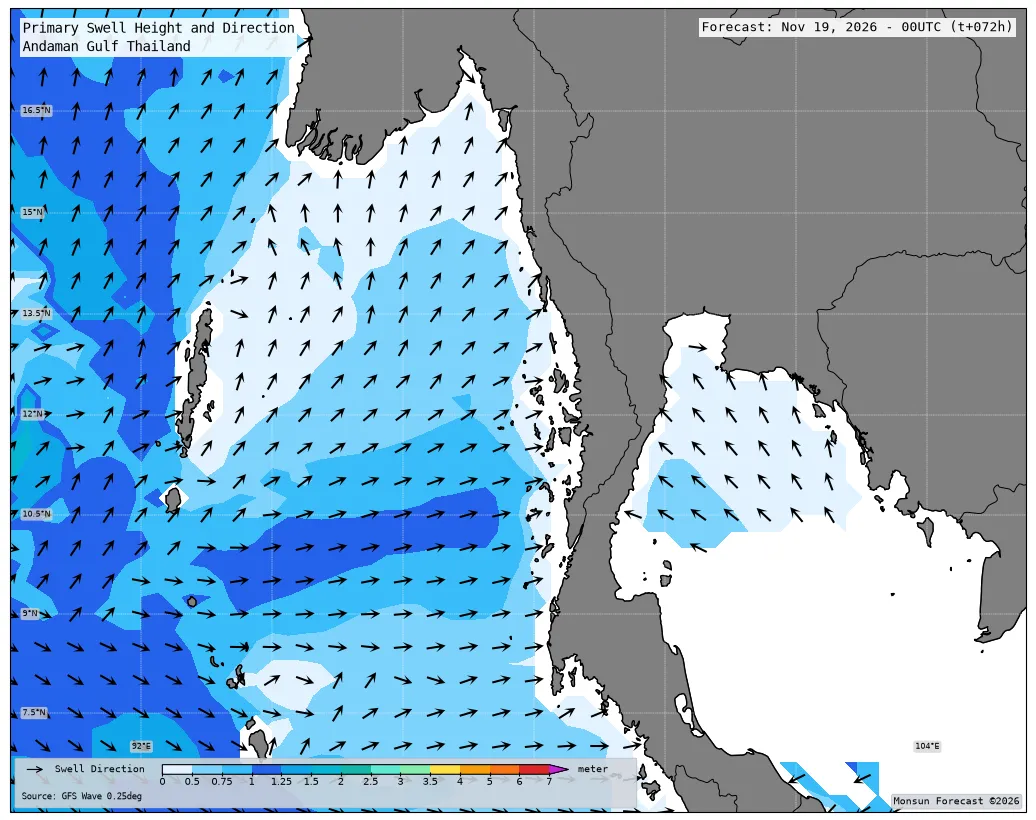 Primary Swell Height and Direction
Andaman Gulf Thailand
Forecast: Nov 19, 2026 - 00UTC (t+072h)
16.5°N
15°N
13.5°N
12°N
10.5°N
9°N
7.5°N
92°E
104°E
Swell Direction
0 0.5 0.75 1 1.25 1.5 2 2.5 3 3.5 4 5 6 7
meter
Source: GFS Wave 0.25deg
Monsun Forecast ©2026